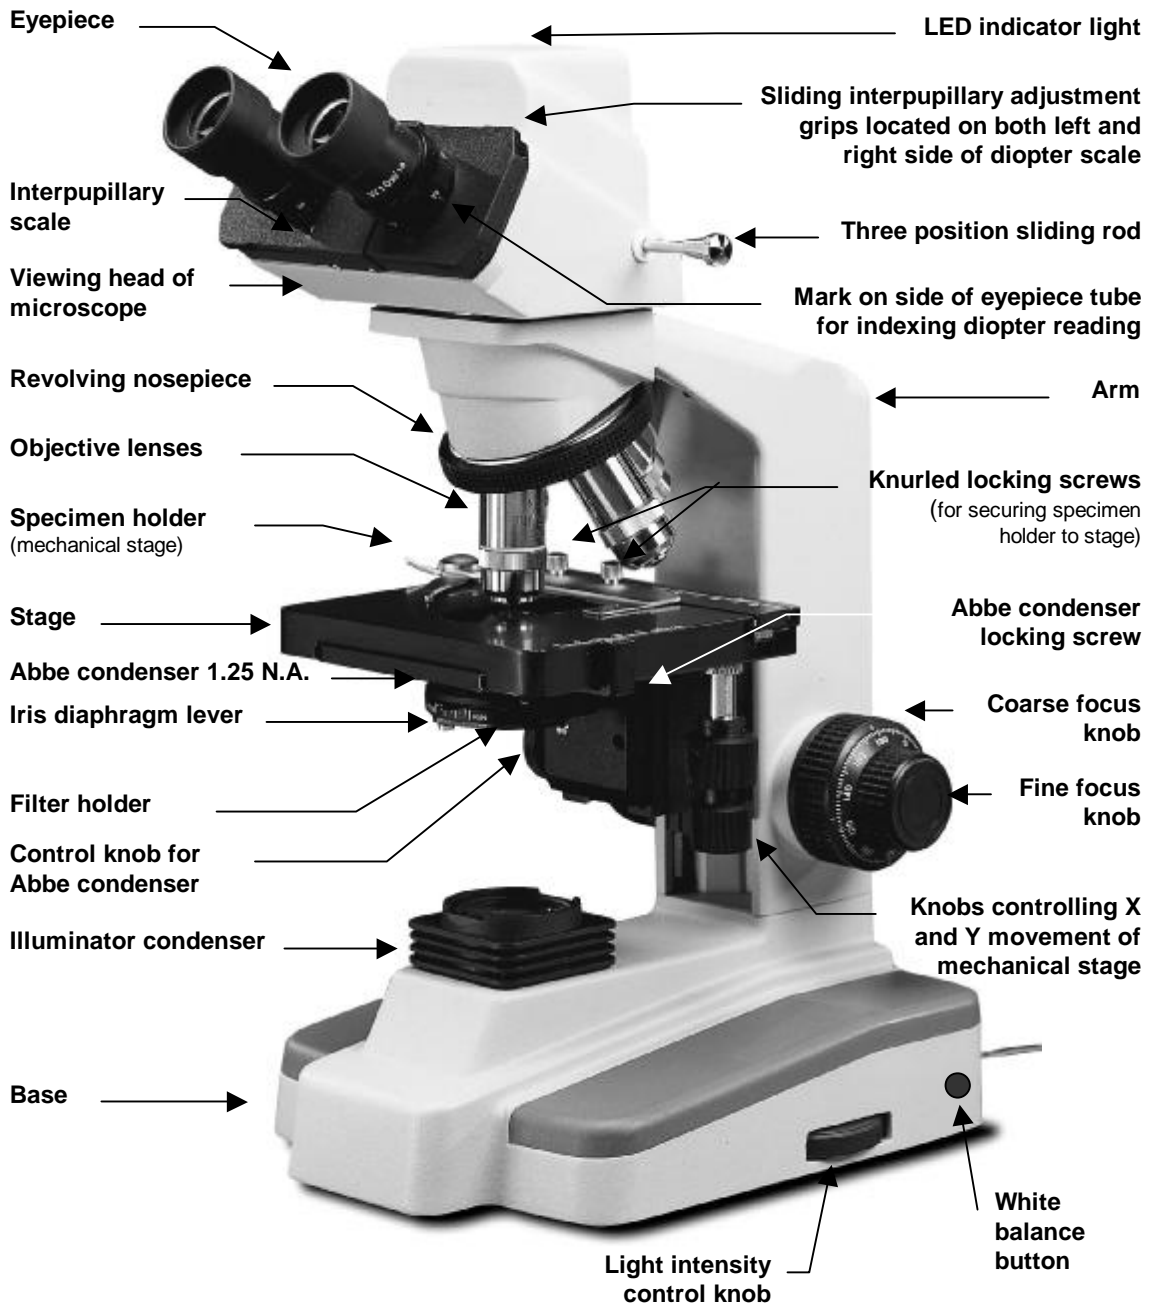 Eyepiece
LED indicator light
Sliding interpupillary adjustment
grips located on both left and
right side of diopter scale
Interpupillary
scale
Three position sliding rod
Viewing head of
microscope
Mark on side of eyepiece tube
for indexing diopter reading
Revolving nosepiece
Arm
Objective lenses
Knurled locking screws
(for securing specimen
holder to stage)
Specimen holder
(mechanical stage)
Stage
Abbe condenser
locking screw
Abbe condenser 1.25 N.A.
Iris diaphragm lever
Coarse focus
knob
Filter holder
Fine focus
knob
Control knob for
Abbe condenser
Knobs controlling X
and Y movement of
mechanical stage
Illuminator condenser
Base
White
balance
button
Light intensity
control knob